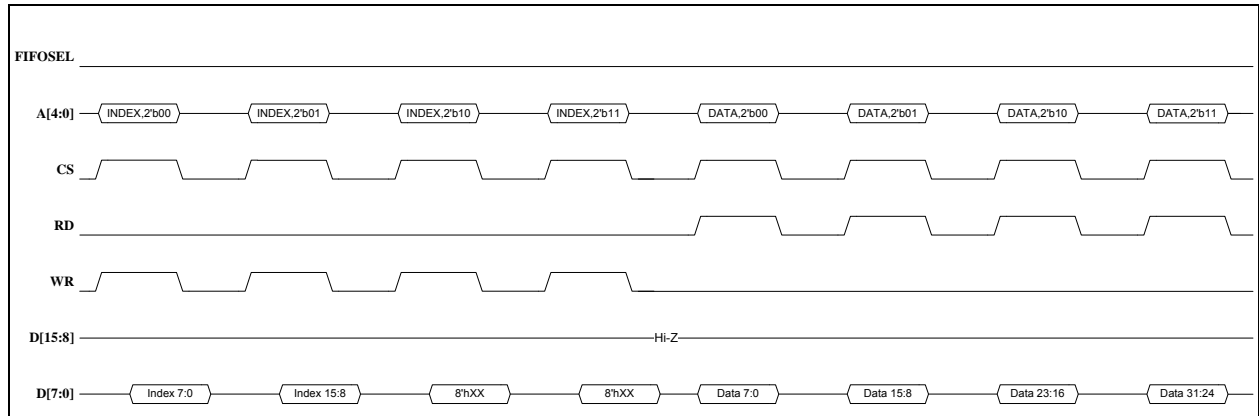 FIFOSEL
A[4:0] INDEX,2'b00 INDEX,2'b01 INDEX,2'b10 INDEX,2'b11 DATA,2'b00 DATA,2'b01 DATA,2'b10 DATA,2'b11
CS
RD
WR
D[15:8] Hi-Z
D[7:0] Index 7:0 Index 15:8 8'hXX 8'hXX Data 7:0 Data 15:8 Data 23:16 Data 31:24